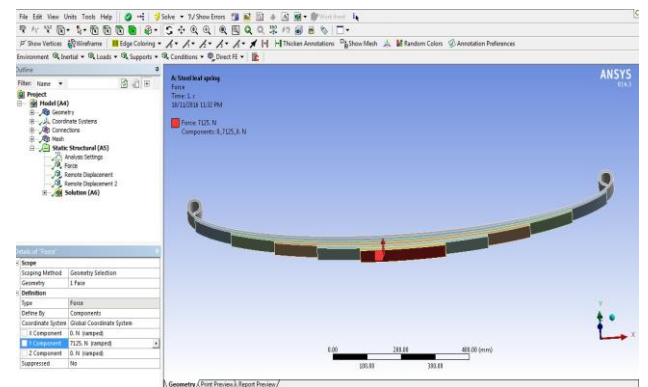 File Edit View Units Tools Help Solve Show Errors
Show Vertices Wireframe Edge Coloring Thicken Annotations Show Mesh Random Colors Annotation Preferences
Environment Inertial Loads Supports Conditions Direct FE
Outline
Filter: Name
Project
Model (A4)
Geometry
Coordinate Systems
Connections
Mesh
Static Structural (A5)
Analysis Settings
Force
Remote Displacement
Remote Displacement 2
Solution (A6)
A: Steel leaf spring
Force
Time: 1. s
10/11/2016 11:32 PM
Force: 7125. N
Components: 0.,7125.,0. N
ANSYS
Details of "Force"
Scope
Scoping Method Geometry Selection
Geometry 1 Face
Definition
Type Force
Define By Components
Coordinate System Global Coordinate System
X Component 0. N (ramped)
Y Component 7125. N (ramped)
Z Component 0. N (ramped)
Suppressed No
Y
X
0.00 200.00 400.00 (mm)
100.00 300.00
Geometry Print Preview Report Preview